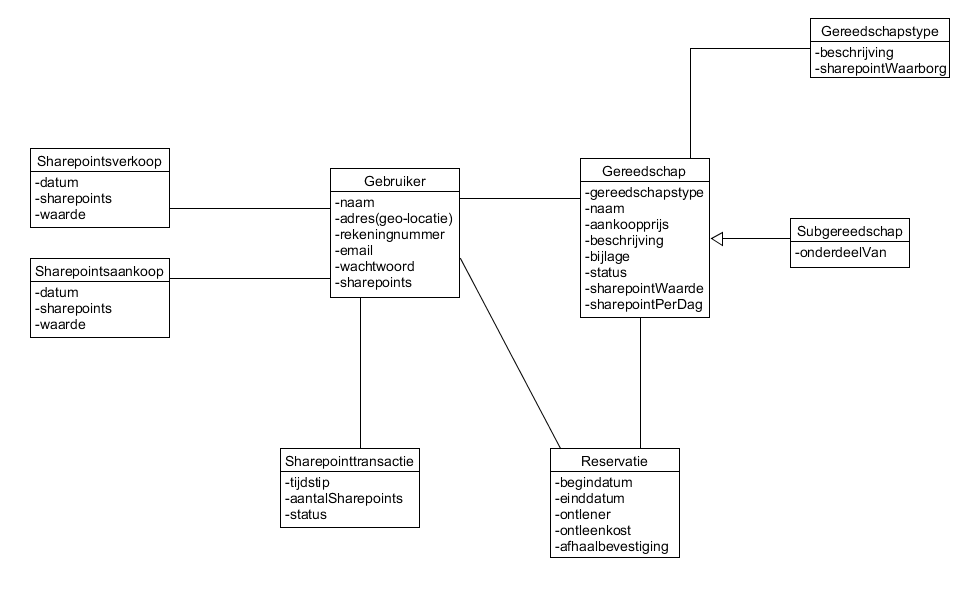 Gereedschapstype
-beschrijving
-sharepointWaarborg
Sharepointsverkoop
-datum
-sharepoints
-waarde
Gebruiker
-naam
-adres(geo-locatie)
-rekeningnummer
-email
-wachtwoord
-sharepoints
Gereedschap
-gereedschapstype
-naam
-aankoopprijs
-beschrijving
-bijlage
-status
-sharepointWaarde
-sharepointPerDag
Subgereedschap
-onderdeelVan
Sharepointsaankoop
-datum
-sharepoints
-waarde
Sharepointtransactie
-tijdstip
-aantalSharepoints
-status
Reservatie
-begindatum
-einddatum
-ontlener
-ontleenkost
-afhaalbevestiging